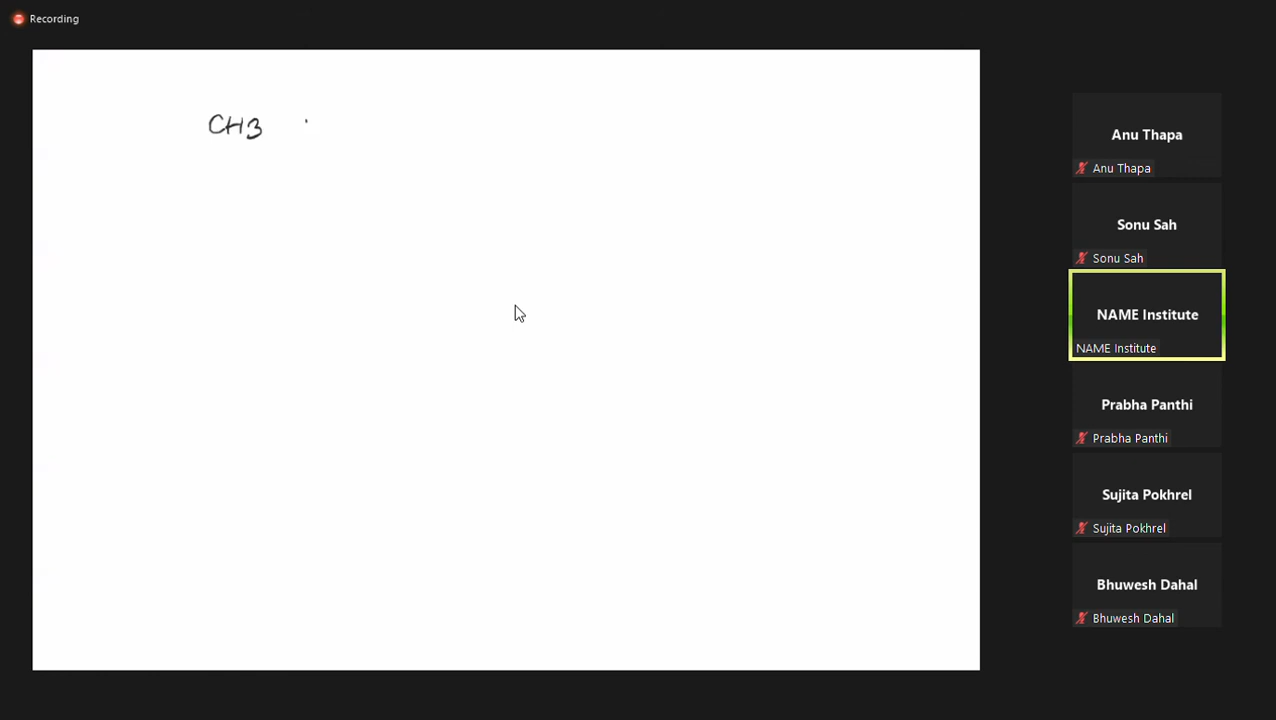 Recording
CH3
Anu Thapa
Anu Thapa
Sonu Sah
Sonu Sah
NAME Institute
NAME Institute
Prabha Panthi
Prabha Panthi
Sujita Pokhrel
Sujita Pokhrel
Bhuwesh Dahal
Bhuwesh Dahal